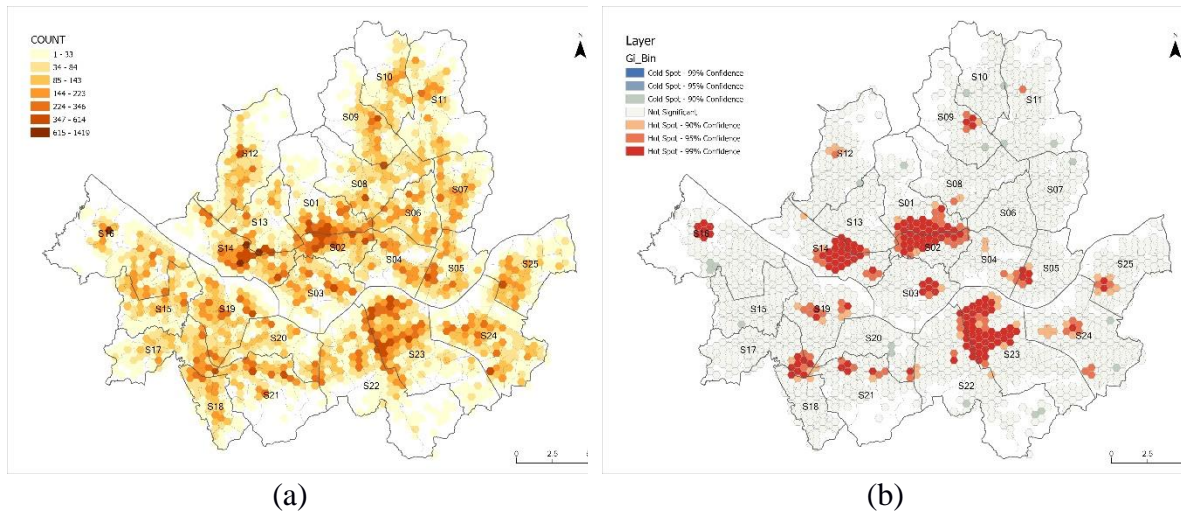 COUNT
1 - 33
34 - 84
85 - 143
144 - 223
224 - 346
347 - 614
615 - 1419
N
S10
S11
S09
S12
S08
S07
S01
S13
S06
S16
S14
S02
S04
S05
S25
S03
S15
S19
S20
S24
S17
S23
S22
S21
S18
0 2.5
(a)
Layer
Gi_Bin
Cold Spot - 99% Confidence
Cold Spot - 95% Confidence
Cold Spot - 90% Confidence
Not Significant
Hot Spot - 90% Confidence
Hot Spot - 95% Confidence
Hot Spot - 99% Confidence
N
S10
S11
S09
S12
S08
S07
S01
S13
S06
S16
S14
S02
S04
S05
S25
S03
S15
S19
S20
S24
S17
S23
S22
S21
S18
0 2.5
(b)